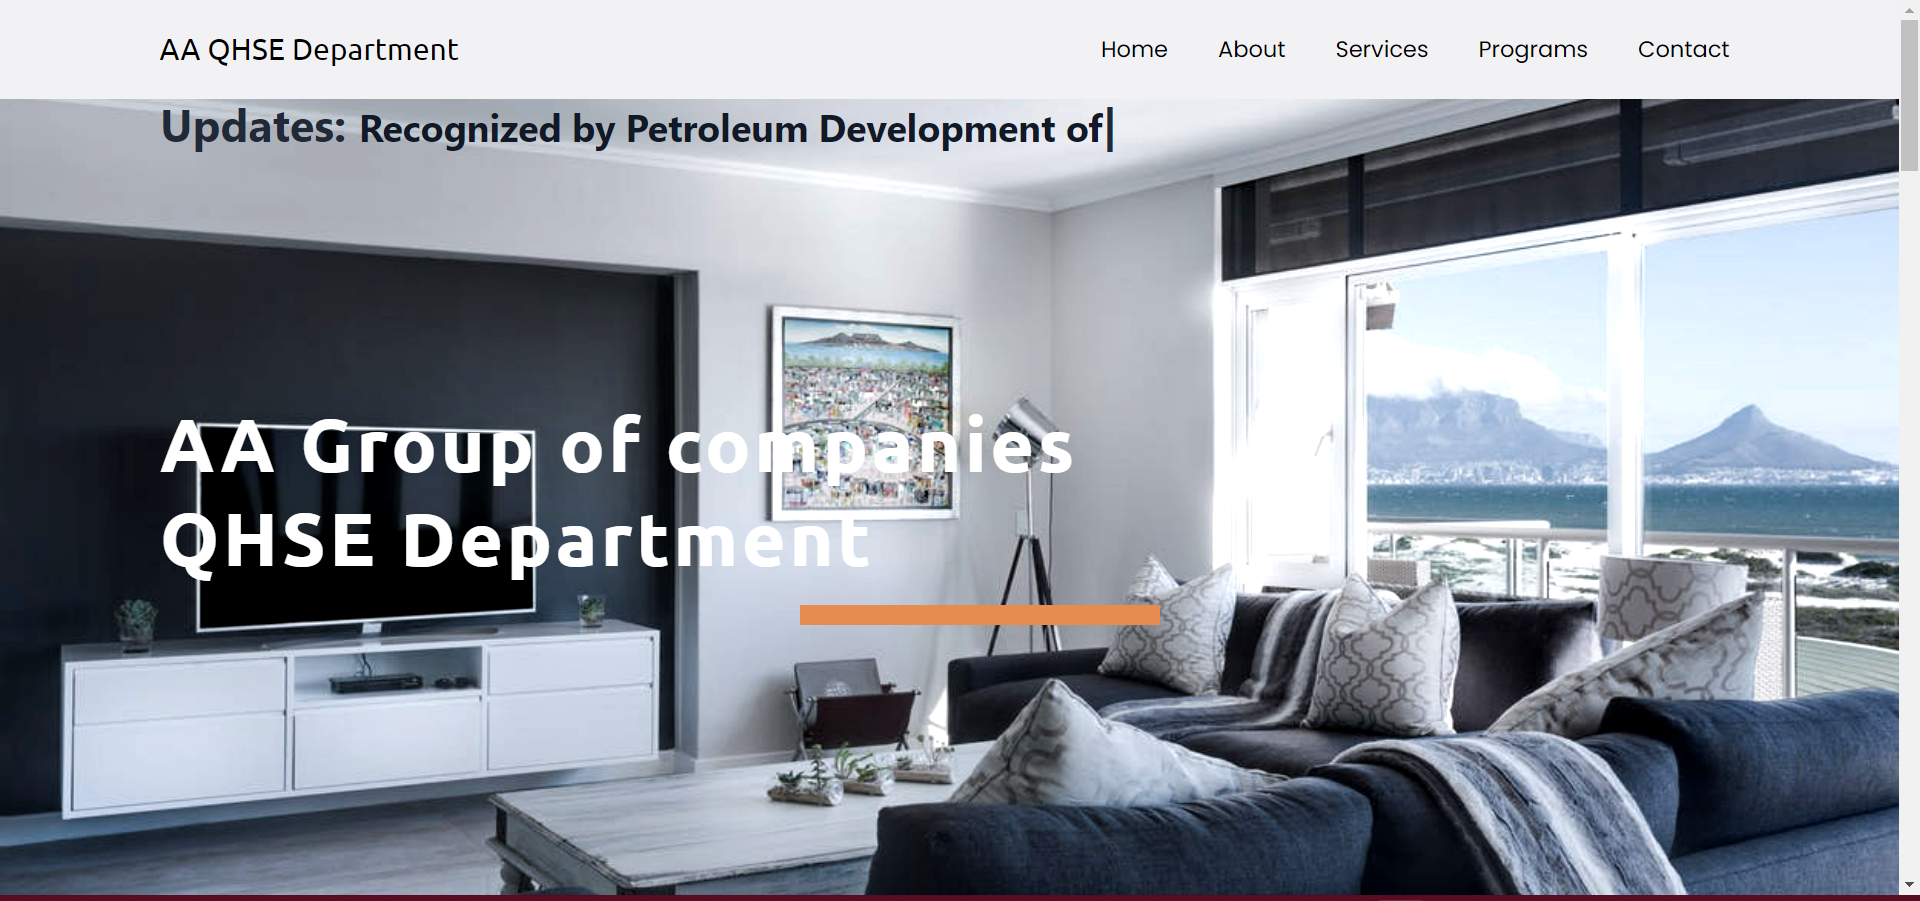 AA QHSE Department
Home About Services Programs Contact
Updates: Recognized by Petroleum Development of
AA Group of companies
QHSE Department